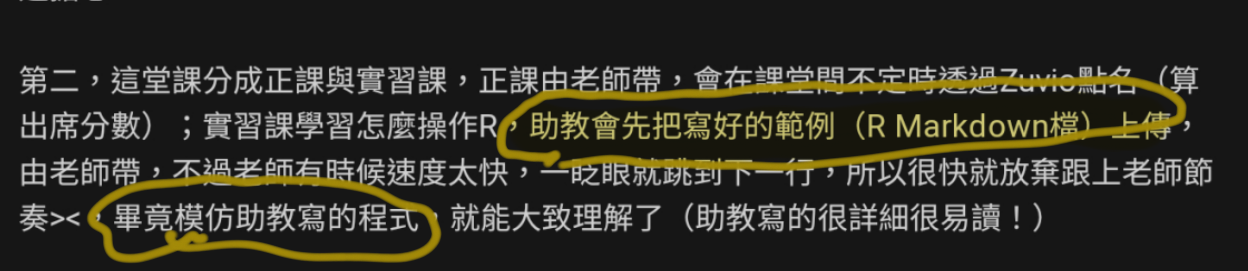 第二，這堂課分成正課與實習課，正課由老師帶，會在課堂間不定時透過Zuvio點名（算
出席分數）；實習課學習怎麼操作R，助教會先把寫好的範例（R Markdown檔）上傳，
由老師帶，不過老師有時候速度太快，一眨眼就跳到下一行，所以很快就放棄跟上老師節
奏><，畢竟模仿助教寫的程式，就能大致理解了（助教寫的很詳細很易讀！）